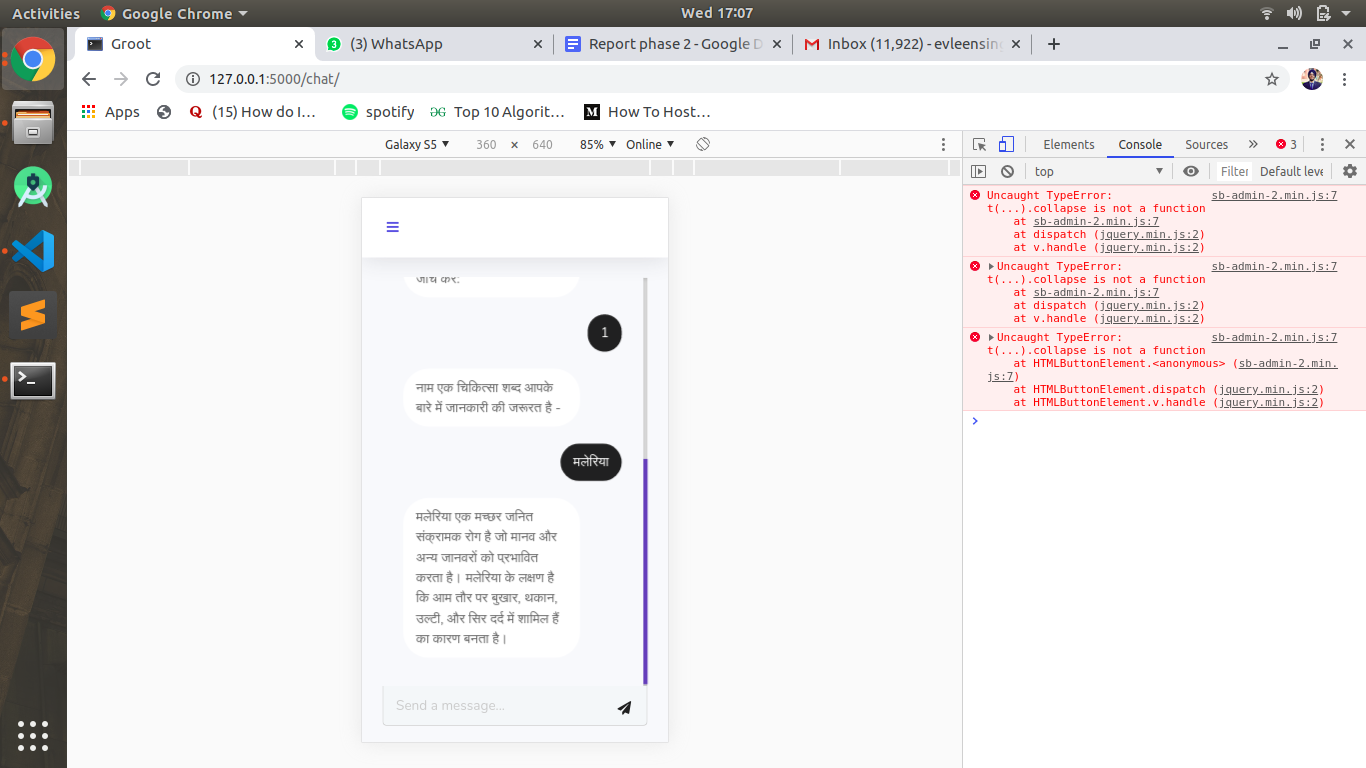 Activities Google Chrome Wed 17:07
Groot (3) WhatsApp Report phase 2 - Google D Inbox (11,922) - evleensing
127.0.0.1:5000/chat/
Apps (15) How do I… spotify Top 10 Algorit… How To Host…
Galaxy S5 360 × 640 85% Online
Elements Console Sources » 3
top Filter Default leve
जांच करें:
1
नाम एक चिकित्सा शब्द आपके
बारे में जानकारी की जरूरत है -
मलेरिया
मलेरिया एक मच्छर जनित
संक्रामक रोग है जो मानव और
अन्य जानवरों को प्रभावित
करता है। मलेरिया के लक्षण है
कि आम तौर पर बुखार, थकान,
उल्टी, और सिर दर्द में शामिल हैं
का कारण बनता है।
Send a message...
Uncaught TypeError: sb-admin-2.min.js:7
t(...).collapse is not a function
at sb-admin-2.min.js:7
at dispatch (jquery.min.js:2)
at v.handle (jquery.min.js:2)
Uncaught TypeError: sb-admin-2.min.js:7
t(...).collapse is not a function
at sb-admin-2.min.js:7
at dispatch (jquery.min.js:2)
at v.handle (jquery.min.js:2)
Uncaught TypeError: sb-admin-2.min.js:7
t(...).collapse is not a function
at HTMLButtonElement.<anonymous> (sb-admin-2.min.
js:7)
at HTMLButtonElement.dispatch (jquery.min.js:2)
at HTMLButtonElement.v.handle (jquery.min.js:2)